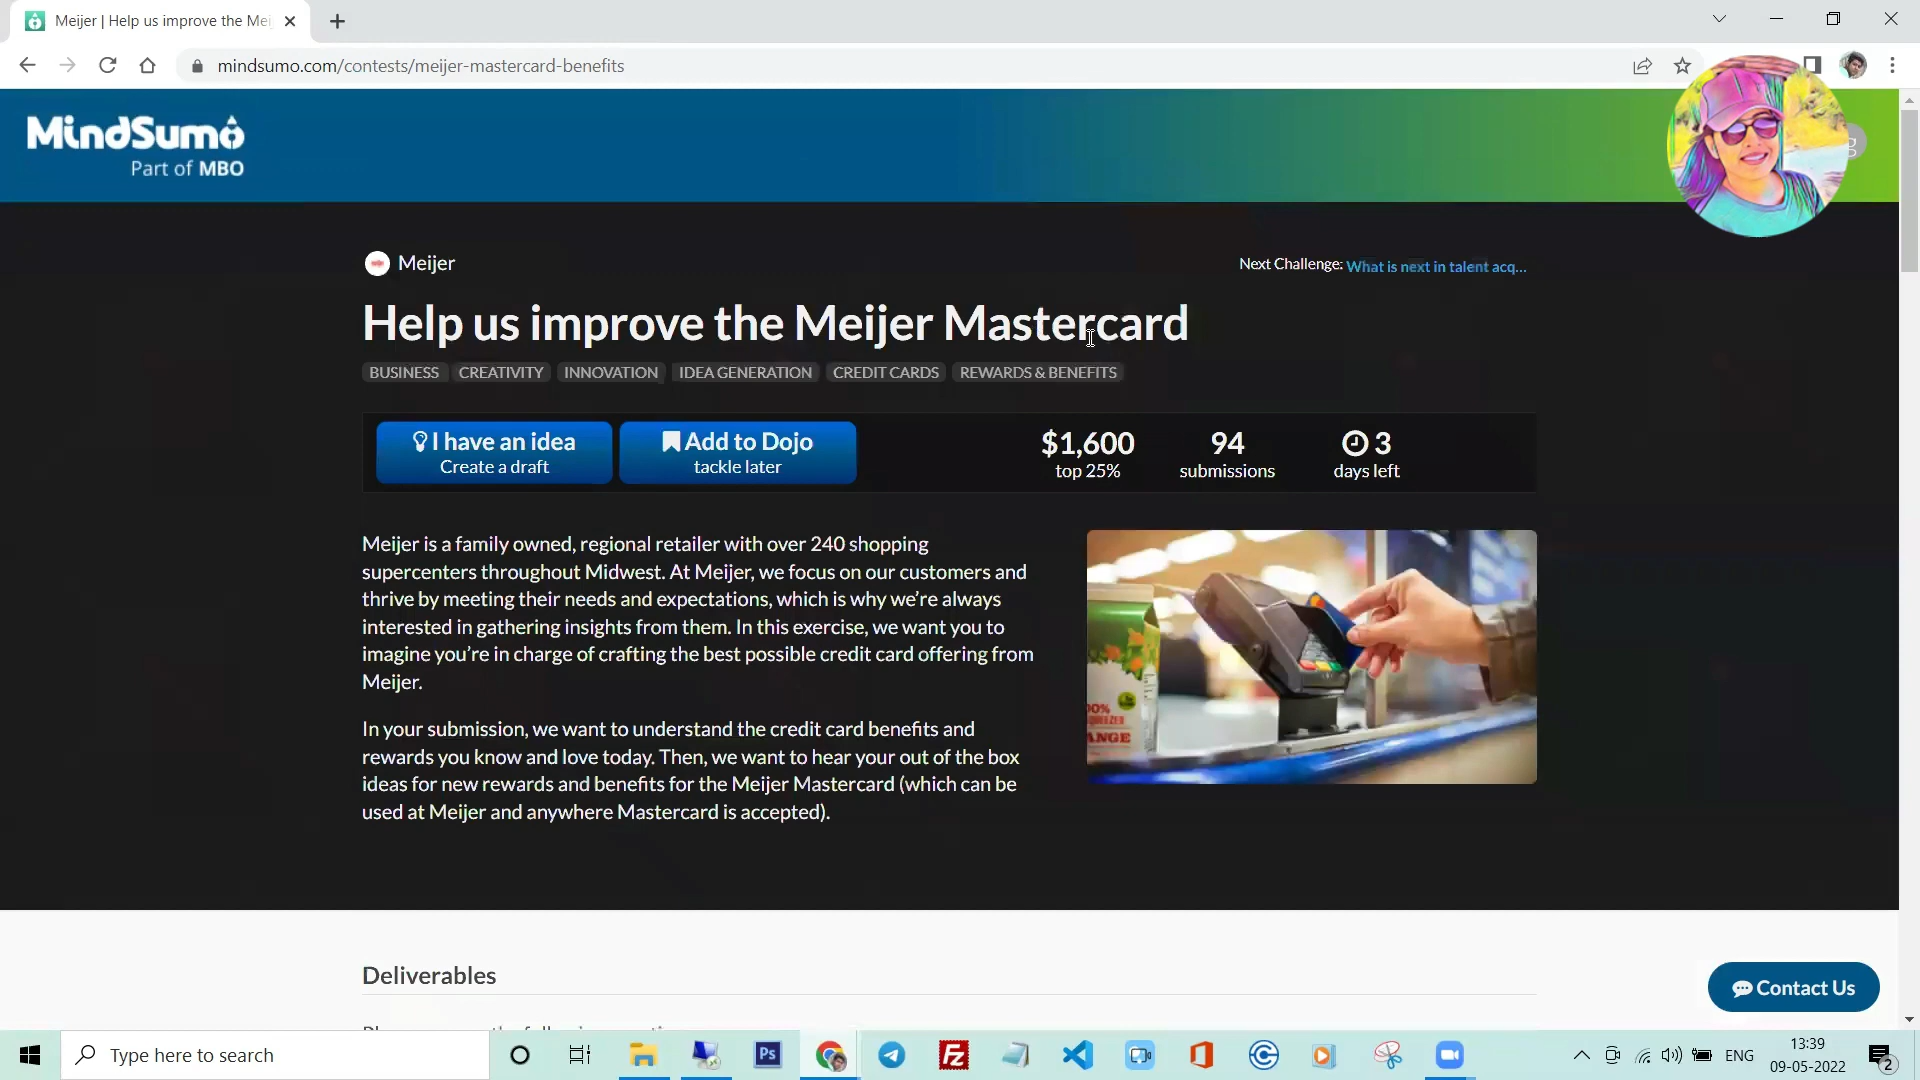 Meijer | Help us improve the Mei
mindsumo.com/contests/meijer-mastercard-benefits
MindSumo
Part of MBO
g
Meijer
Next Challenge: What is next in talent acq...
Help us improve the Meijer Mastercard
BUSINESS CREATIVITY INNOVATION IDEA GENERATION CREDIT CARDS REWARDS & BENEFITS
I have an idea
Create a draft
Add to Dojo
tackle later
$1,600
top 25%
94
submissions
3
days left
Meijer is a family owned, regional retailer with over 240 shopping
supercenters throughout Midwest. At Meijer, we focus on our customers and
thrive by meeting their needs and expectations, which is why we're always
interested in gathering insights from them. In this exercise, we want you to
imagine you're in charge of crafting the best possible credit card offering from
Meijer.
In your submission, we want to understand the credit card benefits and
rewards you know and love today. Then, we want to hear your out of the box
ideas for new rewards and benefits for the Meijer Mastercard (which can be
used at Meijer and anywhere Mastercard is accepted).
Deliverables
Contact Us
Type here to search
Ps
Fz
ENG
13:39
09-05-2022
2